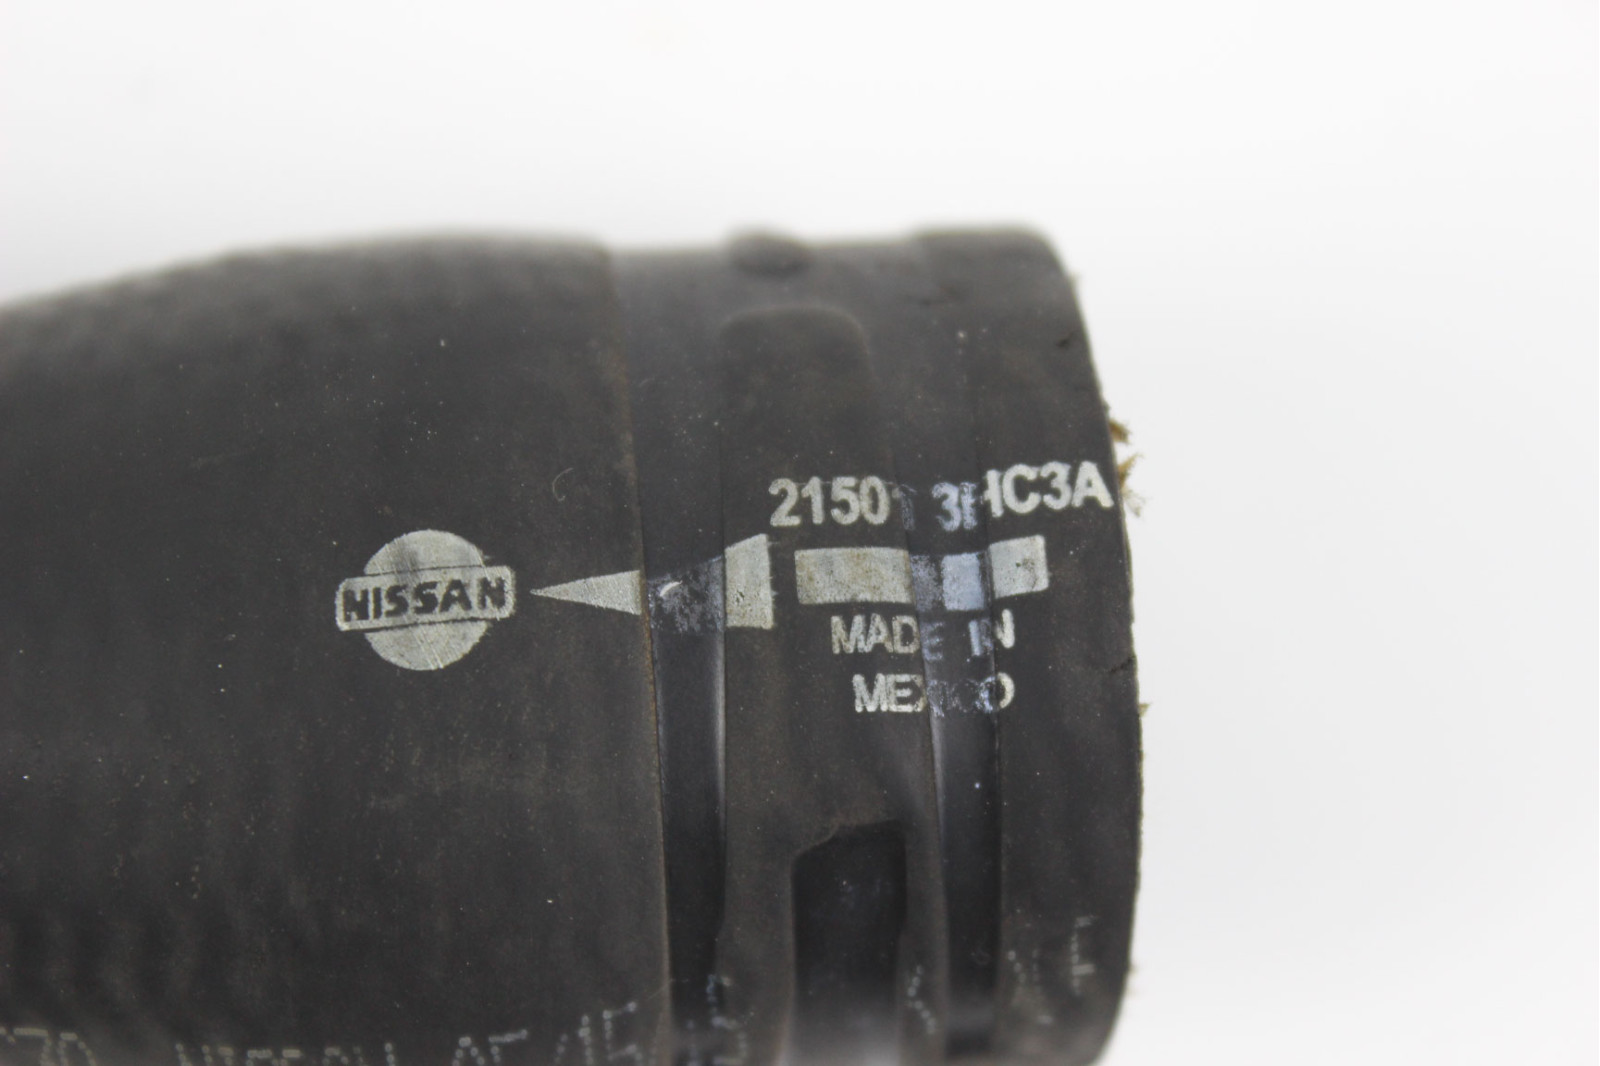 NISSAN
21501 3HC3A
MADE IN
MEXICO